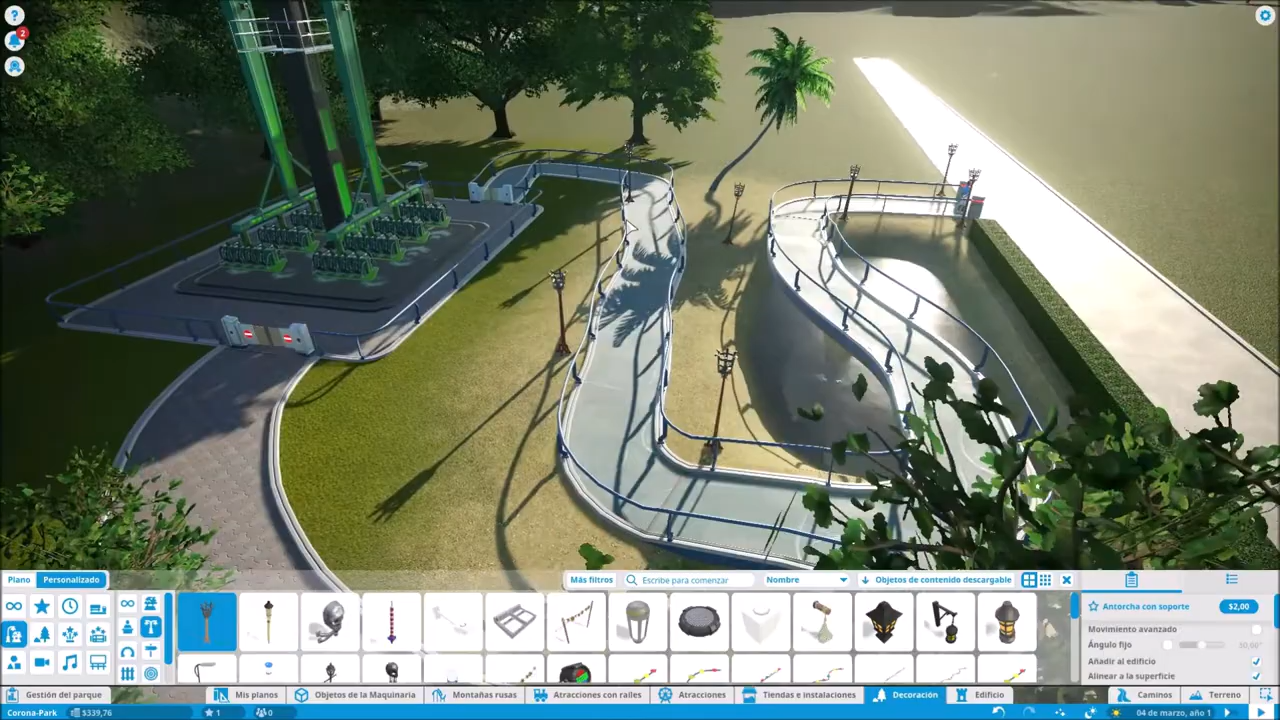 ?
2
Plano Personalizado
Más filtros Escribe para comenzar Nombre Objetos de contenido descargable
Antorcha con soporte $2,00
Movimiento avanzado
Ángulo fijo
Añadir al edificio
Alinear a la superficie
Gestión del parque Mis planos Objetos de la Maquinaria Montañas rusas Atracciones con raíles Atracciones Tiendas e instalaciones Decoración Edificio Caminos Terreno
Corona-Park $339,76 1 0 04 de marzo, año 1